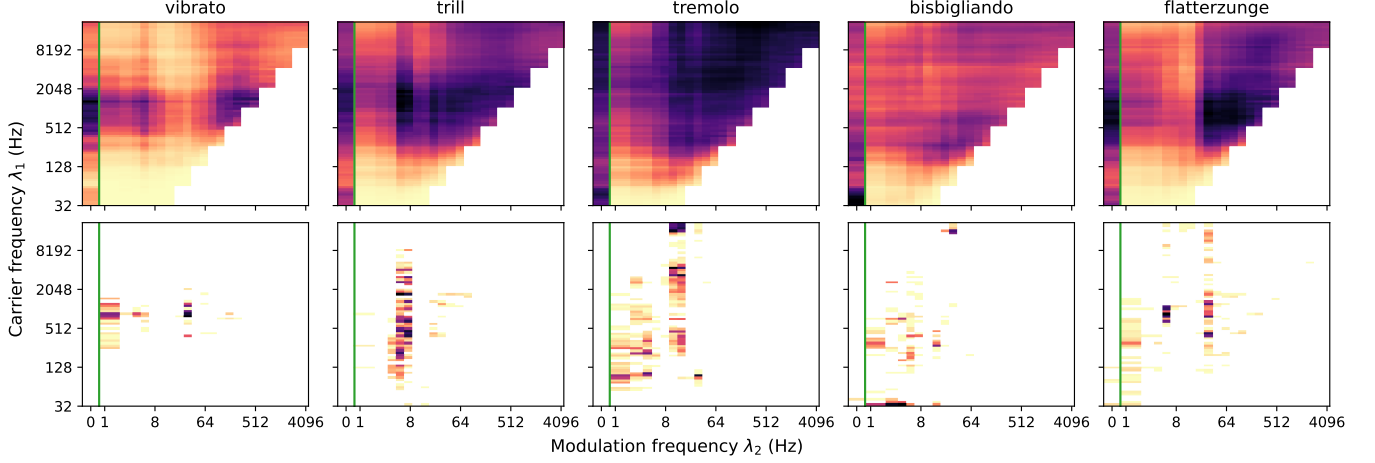 vibrato trill tremolo bisbigliando flatterzunge
Carrier frequency λ₁ (Hz)
8192
2048
512
128
32
8192
2048
512
128
32
0 1 8 64 512 4096 0 1 8 64 512 4096 0 1 8 64 512 4096 0 1 8 64 512 4096 0 1 8 64 512 4096
Modulation frequency λ₂ (Hz)